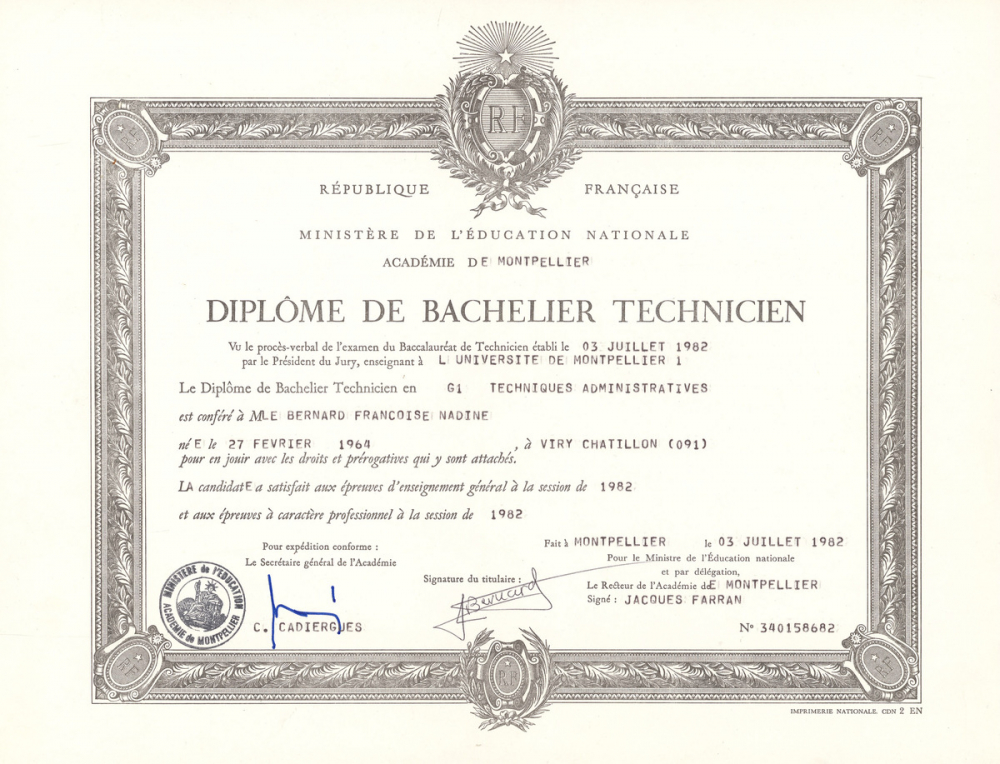 RF
RÉPUBLIQUE FRANÇAISE
MINISTÈRE DE L'ÉDUCATION NATIONALE
ACADÉMIE DE MONTPELLIER
DIPLÔME DE BACHELIER TECHNICIEN
Vu le procès-verbal de l'examen du Baccalauréat de Technicien établi le 03 JUILLET 1982
par le Président du Jury, enseignant à L UNIVERSITE DE MONTPELLIER 1
Le Diplôme de Bachelier Technicien en G1 TECHNIQUES ADMINISTRATIVES
est conféré à MLE BERNARD FRANCOISE NADINE
néE le 27 FEVRIER 1964 , à VIRY CHATILLON (091)
pour en jouir avec les droits et prérogatives qui y sont attachés.
LA candidatE a satisfait aux épreuves d'enseignement général à la session de 1982
et aux épreuves à caractère professionnel à la session de 1982
Fait à MONTPELLIER le 03 JUILLET 1982
Pour expédition conforme :
Le Secrétaire général de l'Académie
Pour le Ministre de l'Éducation nationale
et par délégation,
Signature du titulaire :
Bernard
Le Recteur de l'Académie dE MONTPELLIER
Signé : JACQUES FARRAN
MINISTERE de l'EDUCATION
ACADEMIE de MONTPELLIER
C. CADIERGUES
N° 340158682
RF
IMPRIMERIE NATIONALE. CDN 2 EN